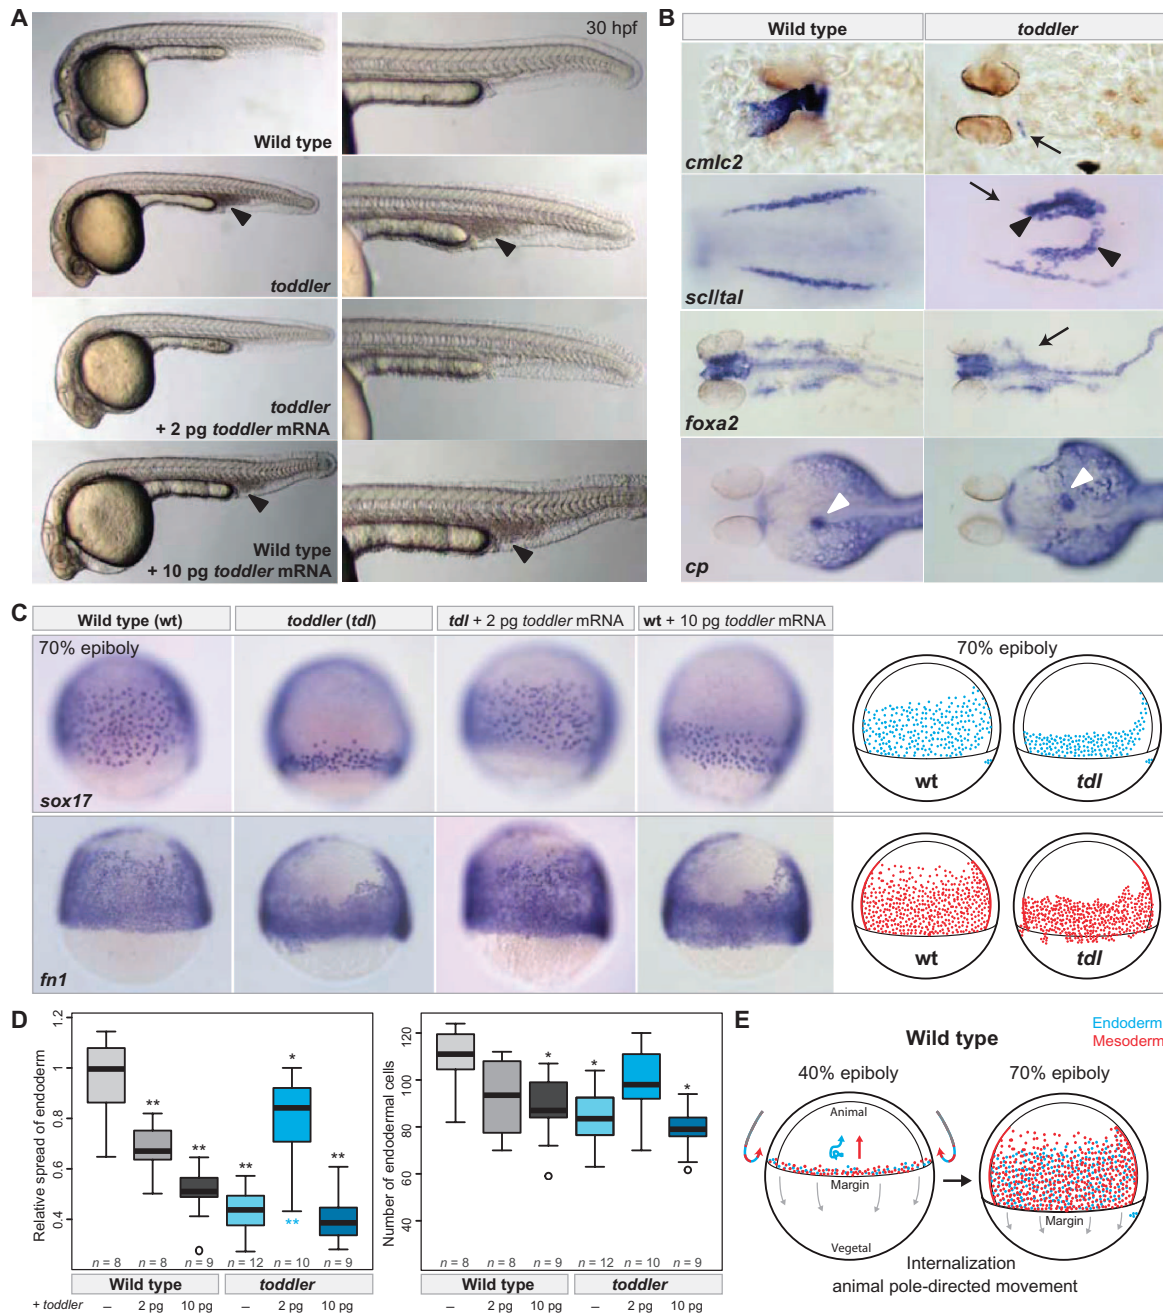 A
30 hpf
Wild type
toddler
toddler
+ 2 pg toddler mRNA
Wild type
+ 10 pg toddler mRNA
B
Wild type
toddler
cmlc2
scl/tal
foxa2
cp
C
Wild type (wt)
toddler (tdl)
tdl + 2 pg toddler mRNA
wt + 10 pg toddler mRNA
70% epiboly
70% epiboly
sox17
wt
tdl
fn1
wt
tdl
D
Relative spread of endoderm
1.2
1
0.8
0.6
0.4
**
**
**
*
**
**
n = 8
n = 8
n = 9
n = 12
n = 10
n = 9
Wild type
toddler
+ toddler
–
2 pg
10 pg
–
2 pg
10 pg
Number of endodermal cells
120
100
80
60
40
*
*
*
n = 8
n = 8
n = 9
n = 12
n = 10
n = 9
Wild type
toddler
–
2 pg
10 pg
–
2 pg
10 pg
E
Wild type
Endoderm
Mesoderm
40% epiboly
70% epiboly
Animal
Margin
Vegetal
Margin
Internalization
animal pole-directed movement